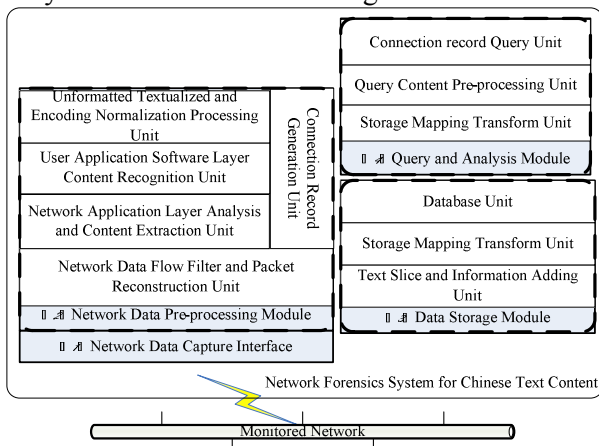 Unformatted Textualized and
Encoding Normalization Processing
Unit
User Application Software Layer
Content Recognition Unit
Network Application Layer Analysis
and Content Extraction Unit
Connection Record
Generation Unit
Network Data Flow Filter and Packet
Reconstruction Unit
Network Data Pre-processing Module
Network Data Capture Interface
Connection record Query Unit
Query Content Pre-processing Unit
Storage Mapping Transform Unit
Query and Analysis Module
Database Unit
Storage Mapping Transform Unit
Text Slice and Information Adding
Unit
Data Storage Module
Network Forensics System for Chinese Text Content
Monitored Network